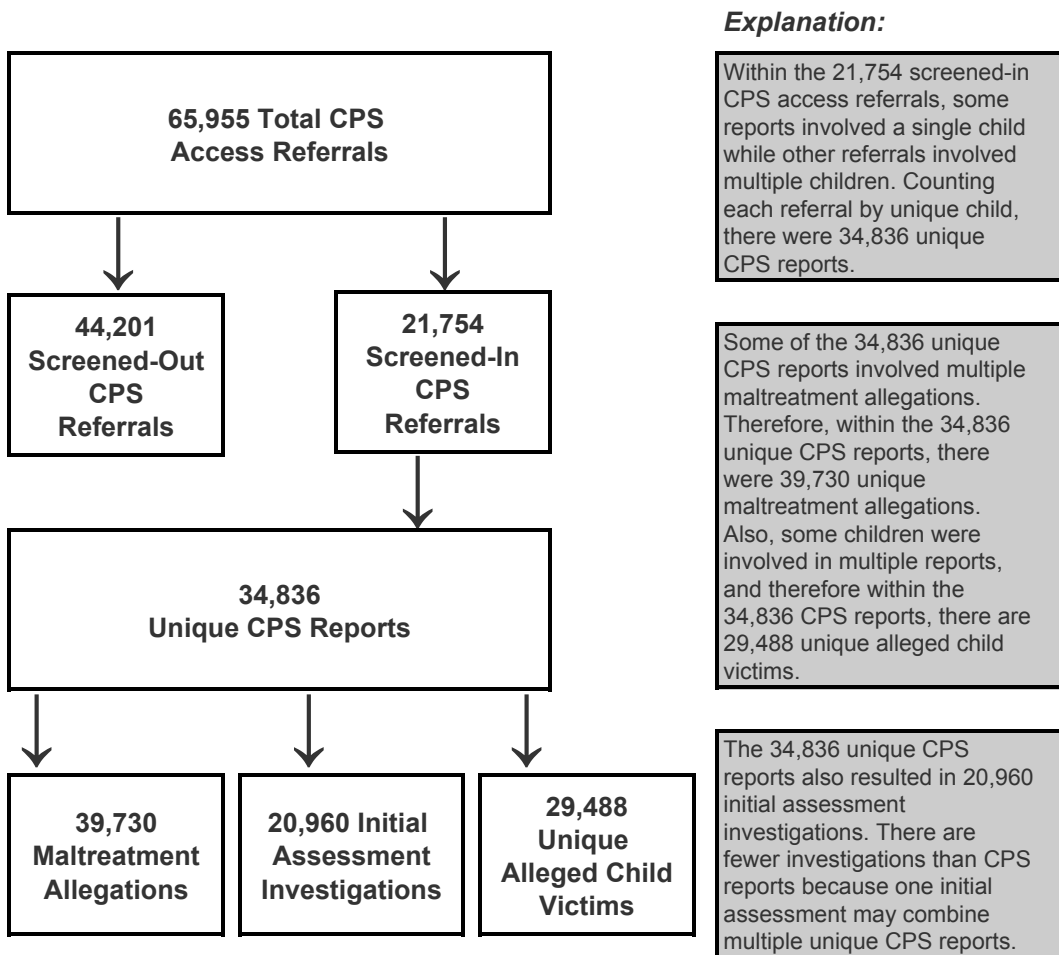 Explanation:
65,955 Total CPS
Access Referrals
Within the 21,754 screened-in
CPS access referrals, some
reports involved a single child
while other referrals involved
multiple children. Counting
each referral by unique child,
there were 34,836 unique
CPS reports.
44,201
Screened-Out
CPS
Referrals
21,754
Screened-In
CPS
Referrals
Some of the 34,836 unique
CPS reports involved multiple
maltreatment allegations.
Therefore, within the 34,836
unique CPS reports, there
were 39,730 unique
maltreatment allegations.
Also, some children were
involved in multiple reports,
and therefore within the
34,836 CPS reports, there are
29,488 unique alleged child
victims.
34,836
Unique CPS Reports
39,730
Maltreatment
Allegations
20,960 Initial
Assessment
Investigations
29,488
Unique
Alleged Child
Victims
The 34,836 unique CPS
reports also resulted in 20,960
initial assessment
investigations. There are
fewer investigations than CPS
reports because one initial
assessment may combine
multiple unique CPS reports.